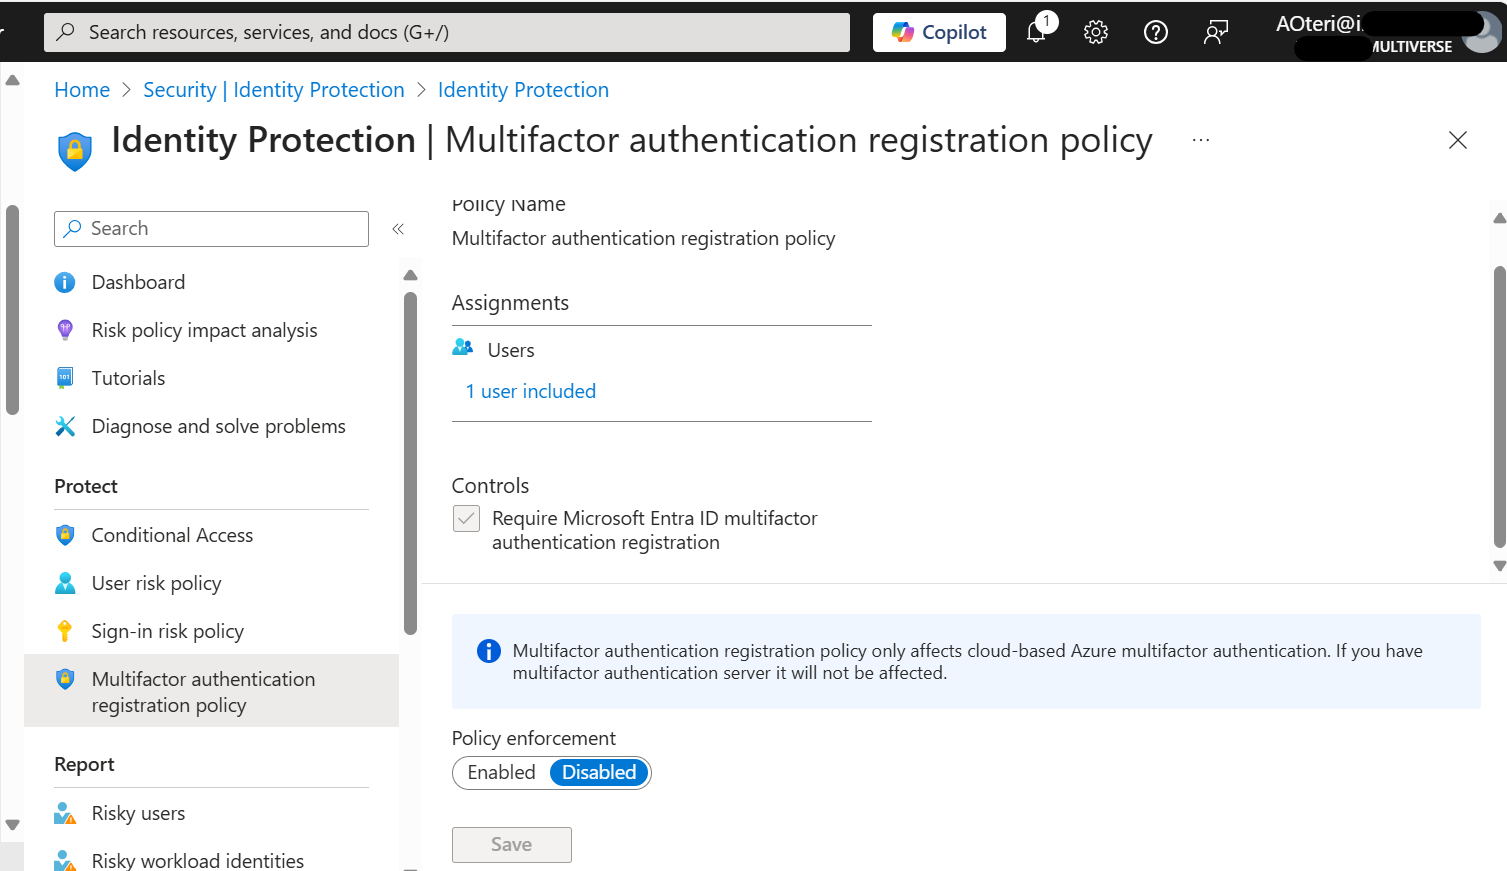 Search resources, services, and docs (G+/)
Copilot
1
AOteri@i
MULTIVERSE
Home > Security | Identity Protection > Identity Protection
Identity Protection | Multifactor authentication registration policy
...
Search
«
Dashboard
Risk policy impact analysis
Tutorials
Diagnose and solve problems
Protect
Conditional Access
User risk policy
Sign-in risk policy
Multifactor authentication
registration policy
Report
Risky users
Risky workload identities
Policy Name
Multifactor authentication registration policy
Assignments
Users
1 user included
Controls
Require Microsoft Entra ID multifactor
authentication registration
Multifactor authentication registration policy only affects cloud-based Azure multifactor authentication. If you have
multifactor authentication server it will not be affected.
Policy enforcement
Enabled Disabled
Save